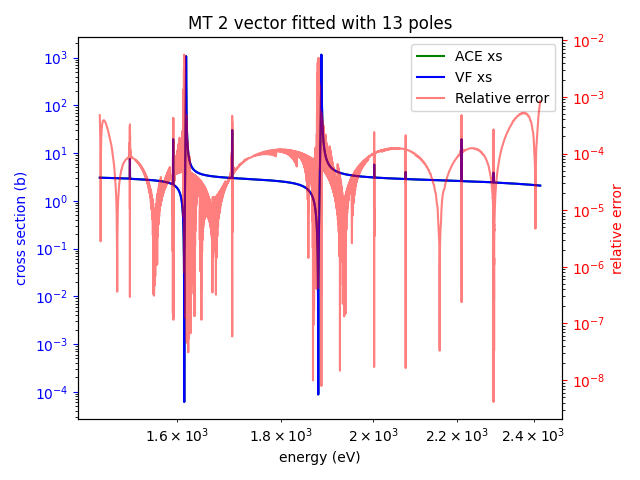 MT 2 vector fitted with 13 poles
10³
10²
10¹
10⁰
10⁻¹
10⁻²
10⁻³
10⁻⁴
cross section (b)
ACE xs
VF xs
Relative error
10⁻²
10⁻³
10⁻⁴
10⁻⁵
10⁻⁶
10⁻⁷
10⁻⁸
relative error
1.6 × 10³
1.8 × 10³
2 × 10³
2.2 × 10³
2.4 × 10³
energy (eV)